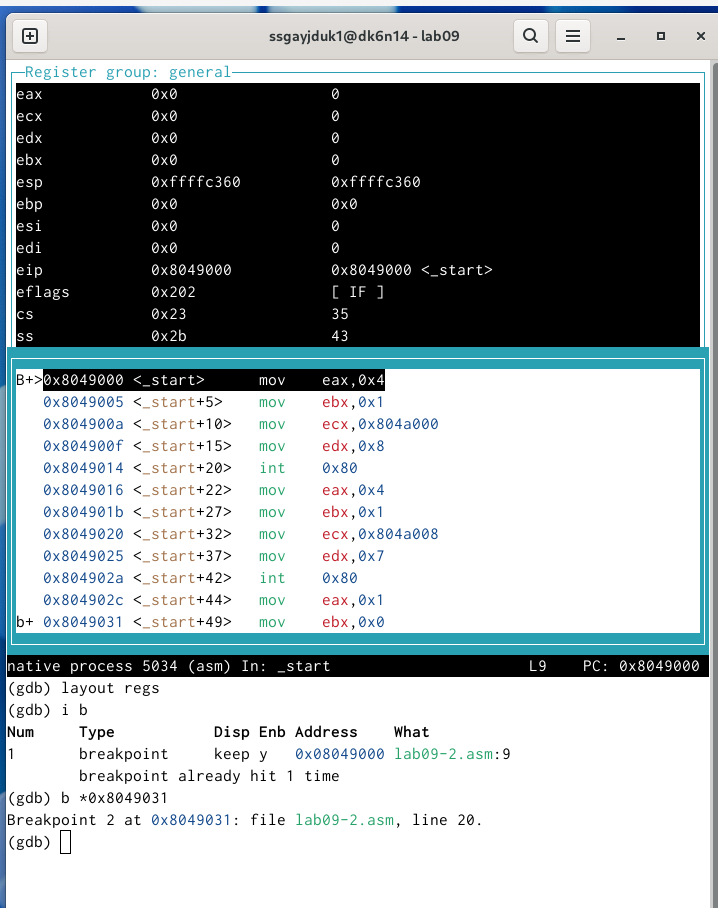 ssgayjduk1@dk6n14 - lab09
Register group: general
eax 0x0 0
ecx 0x0 0
edx 0x0 0
ebx 0x0 0
esp 0xffffc360 0xffffc360
ebp 0x0 0x0
esi 0x0 0
edi 0x0 0
eip 0x8049000 0x8049000 <_start>
eflags 0x202 [ IF ]
cs 0x23 35
ss 0x2b 43
B+>0x8049000 <_start> mov eax,0x4
0x8049005 <_start+5> mov ebx,0x1
0x804900a <_start+10> mov ecx,0x804a000
0x804900f <_start+15> mov edx,0x8
0x8049014 <_start+20> int 0x80
0x8049016 <_start+22> mov eax,0x4
0x804901b <_start+27> mov ebx,0x1
0x8049020 <_start+32> mov ecx,0x804a008
0x8049025 <_start+37> mov edx,0x7
0x804902a <_start+42> int 0x80
0x804902c <_start+44> mov eax,0x1
b+ 0x8049031 <_start+49> mov ebx,0x0
native process 5034 (asm) In: _start L9 PC: 0x8049000
(gdb) layout regs
(gdb) i b
Num Type Disp Enb Address What
1 breakpoint keep y 0x08049000 lab09-2.asm:9
breakpoint already hit 1 time
(gdb) b *0x8049031
Breakpoint 2 at 0x8049031: file lab09-2.asm, line 20.
(gdb)